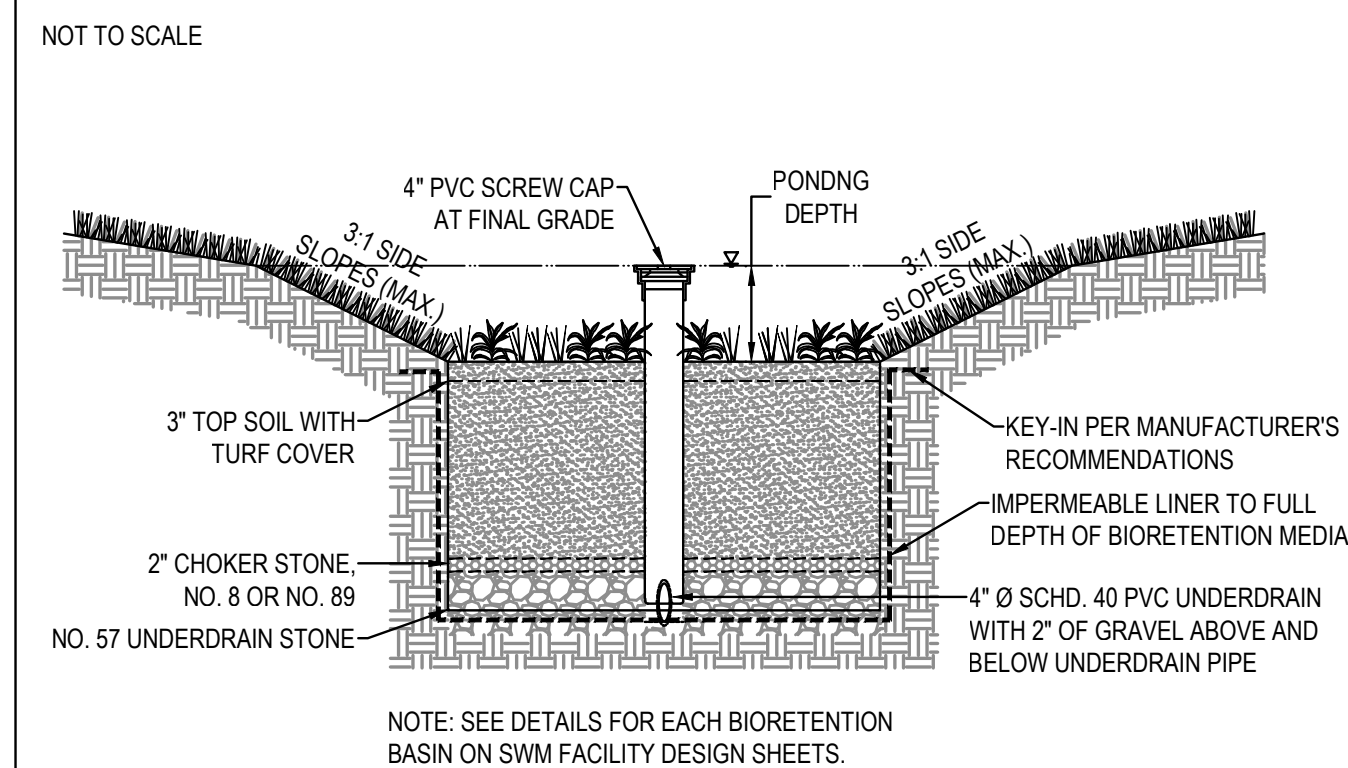 NOT TO SCALE
4" PVC SCREW CAP
AT FINAL GRADE
PONDNG
DEPTH
3:1 SIDE
SLOPES (MAX.)
3:1 SIDE
SLOPES (MAX.)
3" TOP SOIL WITH
TURF COVER
KEY-IN PER MANUFACTURER'S
RECOMMENDATIONS
IMPERMEABLE LINER TO FULL
DEPTH OF BIORETENTION MEDIA
2" CHOKER STONE,
NO. 8 OR NO. 89
NO. 57 UNDERDRAIN STONE
4" Ø SCHD. 40 PVC UNDERDRAIN
WITH 2" OF GRAVEL ABOVE AND
BELOW UNDERDRAIN PIPE
NOTE: SEE DETAILS FOR EACH BIORETENTION
BASIN ON SWM FACILITY DESIGN SHEETS.